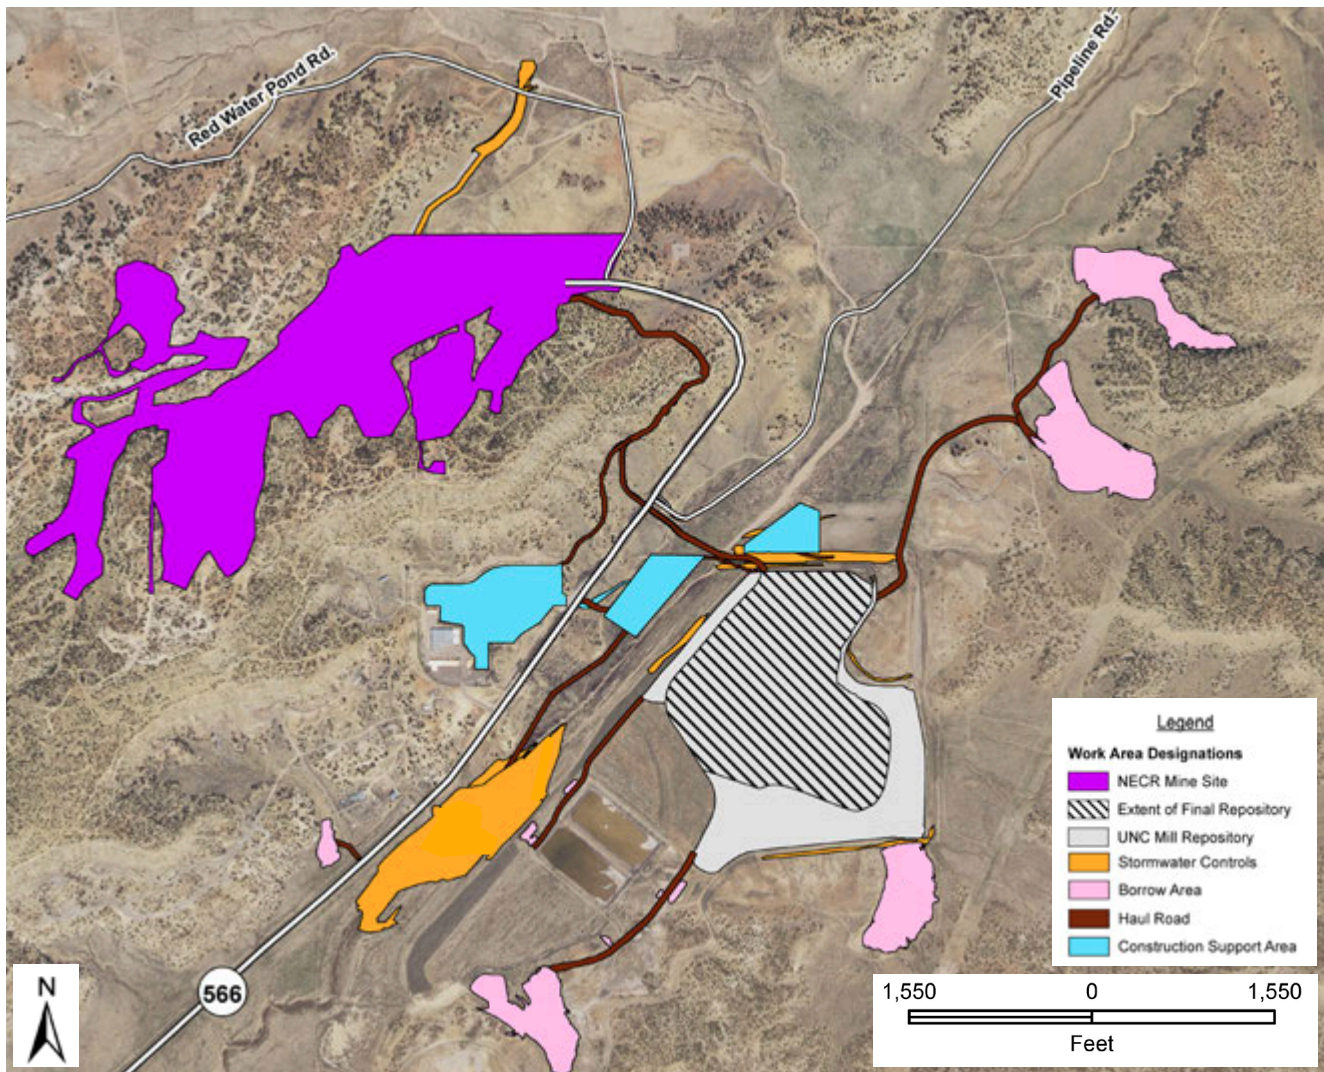 Red Water Pond Rd.
Pipeline Rd.
Legend
Work Area Designations
NECR Mine Site
Extent of Final Repository
UNC Mill Repository
Stormwater Controls
Borrow Area
Haul Road
Construction Support Area
N
566
1,550 0 1,550
Feet